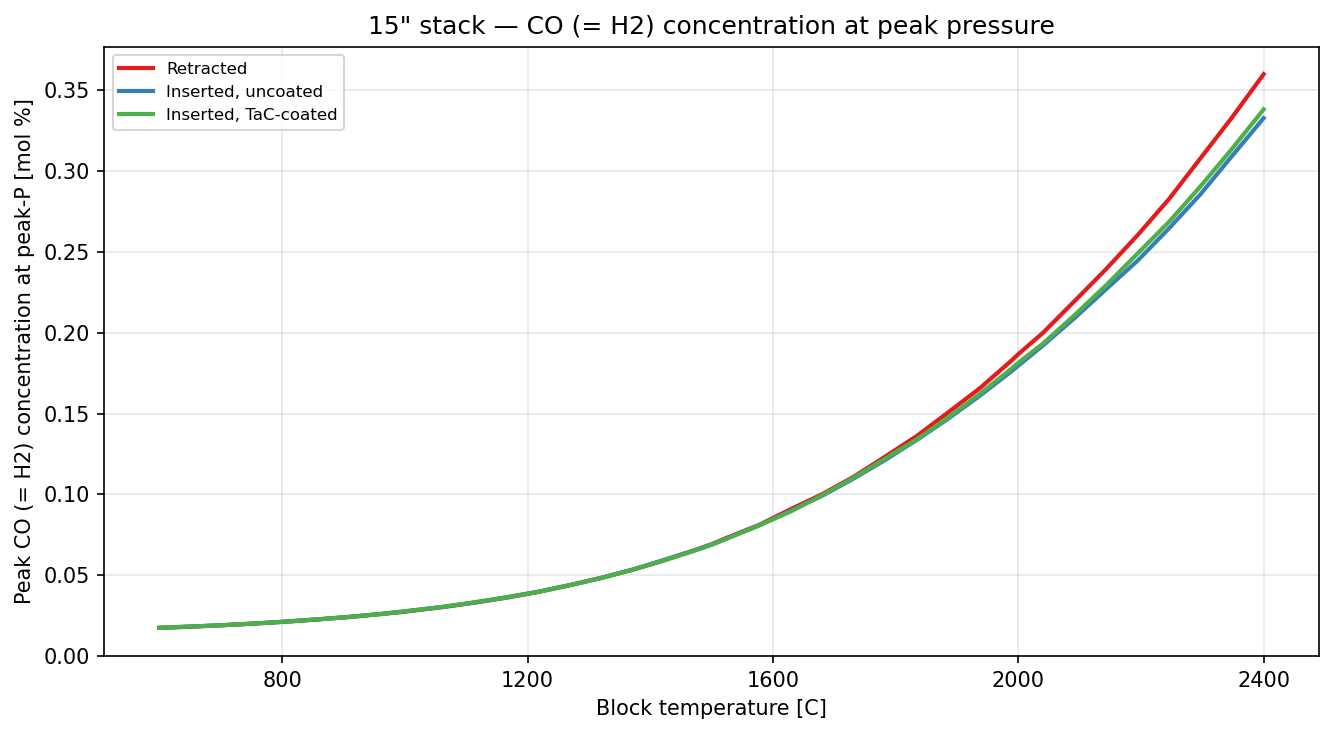 15" stack — CO (= H2) concentration at peak pressure
Retracted
Inserted, uncoated
Inserted, TaC-coated
Peak CO (= H2) concentration at peak-P [mol %]
0.35
0.30
0.25
0.20
0.15
0.10
0.05
0.00
800 1200 1600 2000 2400
Block temperature [C]